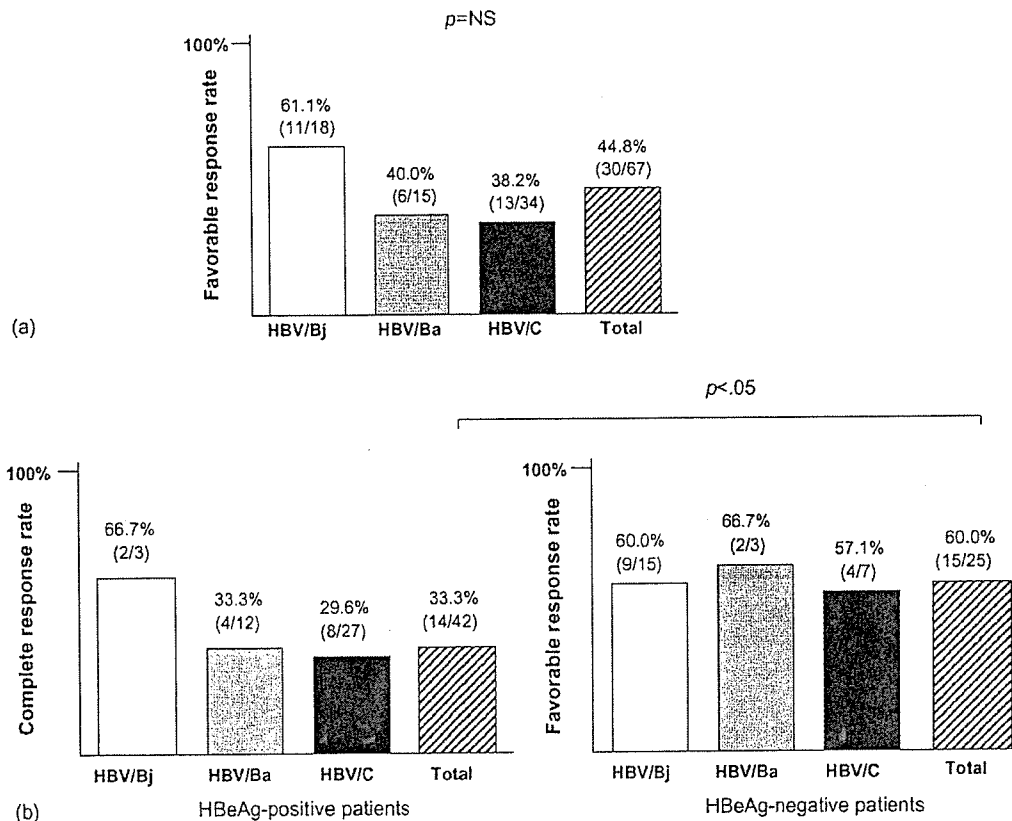 p=NS
100%
Favorable response rate
61.1%
(11/18)
40.0%
(6/15)
38.2%
(13/34)
44.8%
(30/67)
HBV/Bj HBV/Ba HBV/C Total
(a)
p<.05
100%
Complete response rate
66.7%
(2/3)
33.3%
(4/12)
29.6%
(8/27)
33.3%
(14/42)
HBV/Bj HBV/Ba HBV/C Total
HBeAg-positive patients
100%
Favorable response rate
60.0%
(9/15)
66.7%
(2/3)
57.1%
(4/7)
60.0%
(15/25)
HBV/Bj HBV/Ba HBV/C Total
HBeAg-negative patients
(b)